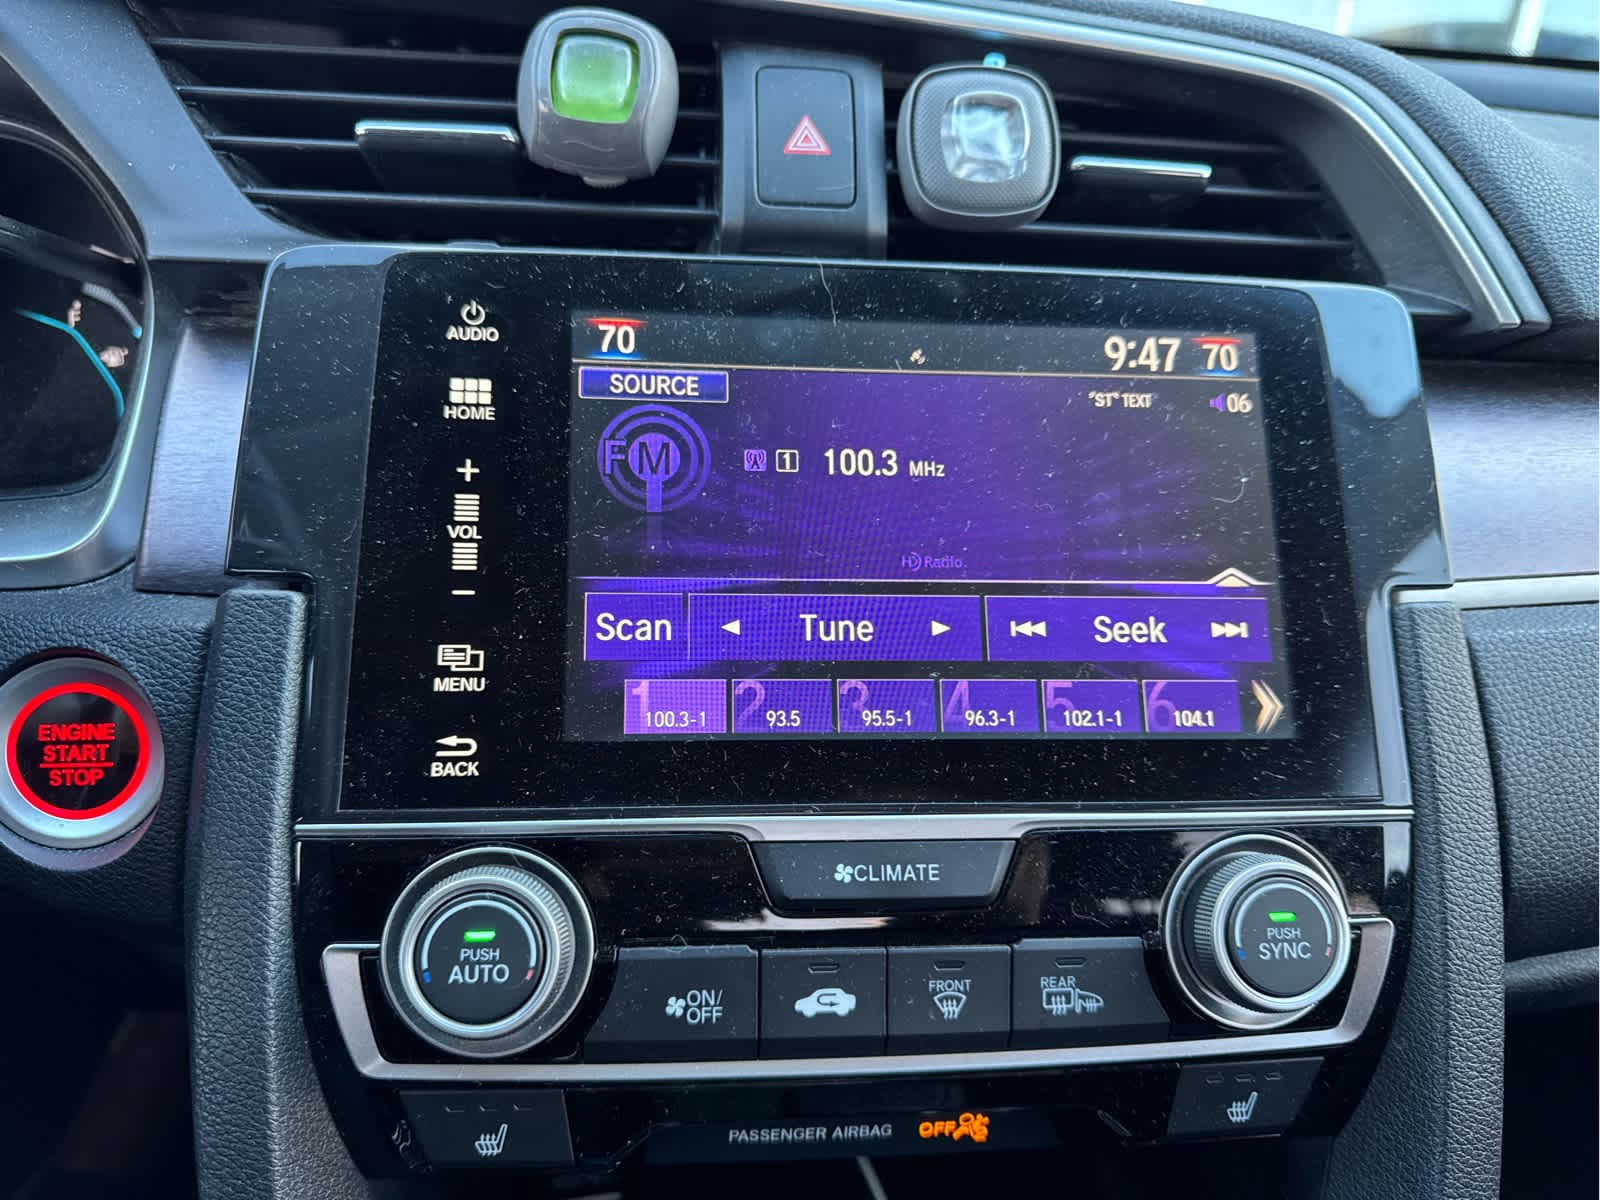 AUDIO
HOME
+
VOL
−
MENU
BACK
70
9:47 70
SOURCE
"ST" TEXT 06
FM 1 100.3 MHz
HD Radio
Scan ◄ Tune ► Seek
1 100.3-1
2 93.5
3 95.5-1
4 96.3-1
5 102.1-1
6 104.1
ENGINE
START
STOP
CLIMATE
PUSH
AUTO
ON/
OFF
FRONT
REAR
PUSH
SYNC
PASSENGER AIRBAG OFF